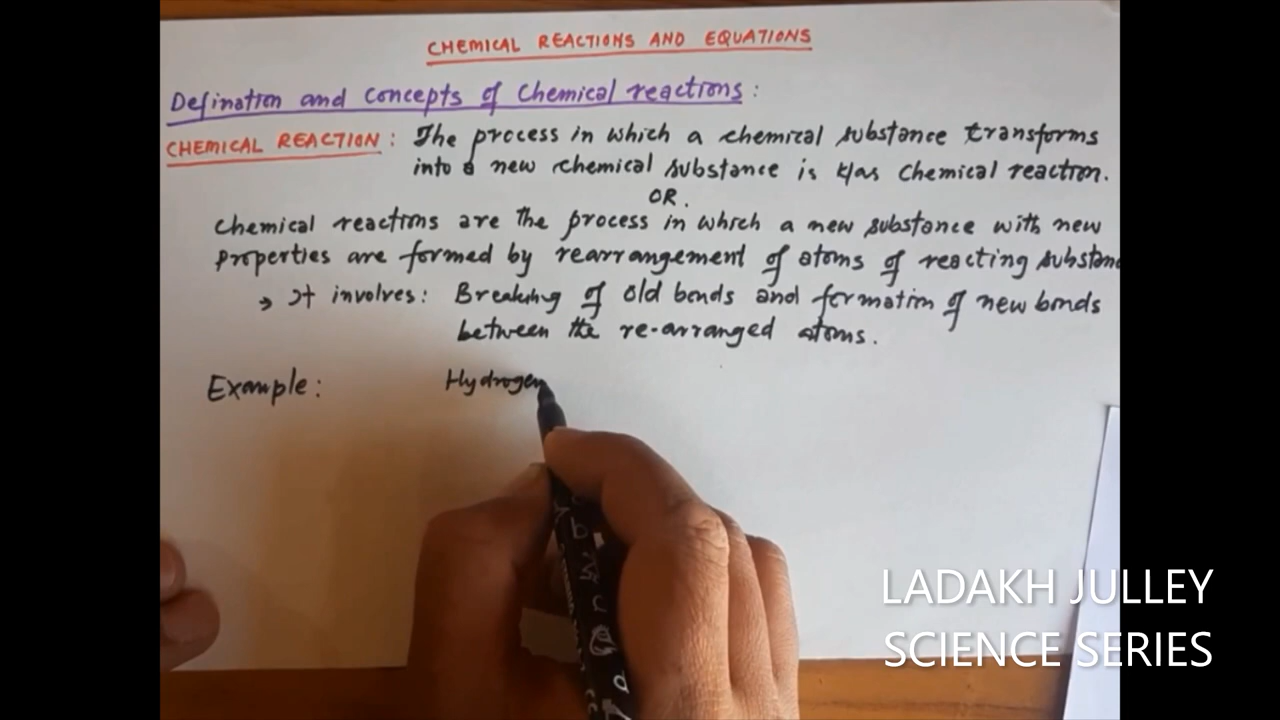 CHEMICAL REACTIONS AND EQUATIONS
Defination and concepts of Chemical reactions :
CHEMICAL REACTION : The process in which a chemical substance transforms
into a new chemical substance is k/as Chemical reaction.
OR.
Chemical reactions are the process in which a new substance with new
properties are formed by rearrangement of atoms of reacting substanc
→ It involves : Breaking of old bonds and formation of new bonds
between the re-arranged atoms.
Example : Hydrogen
LADAKH JULLEY
SCIENCE SERIES